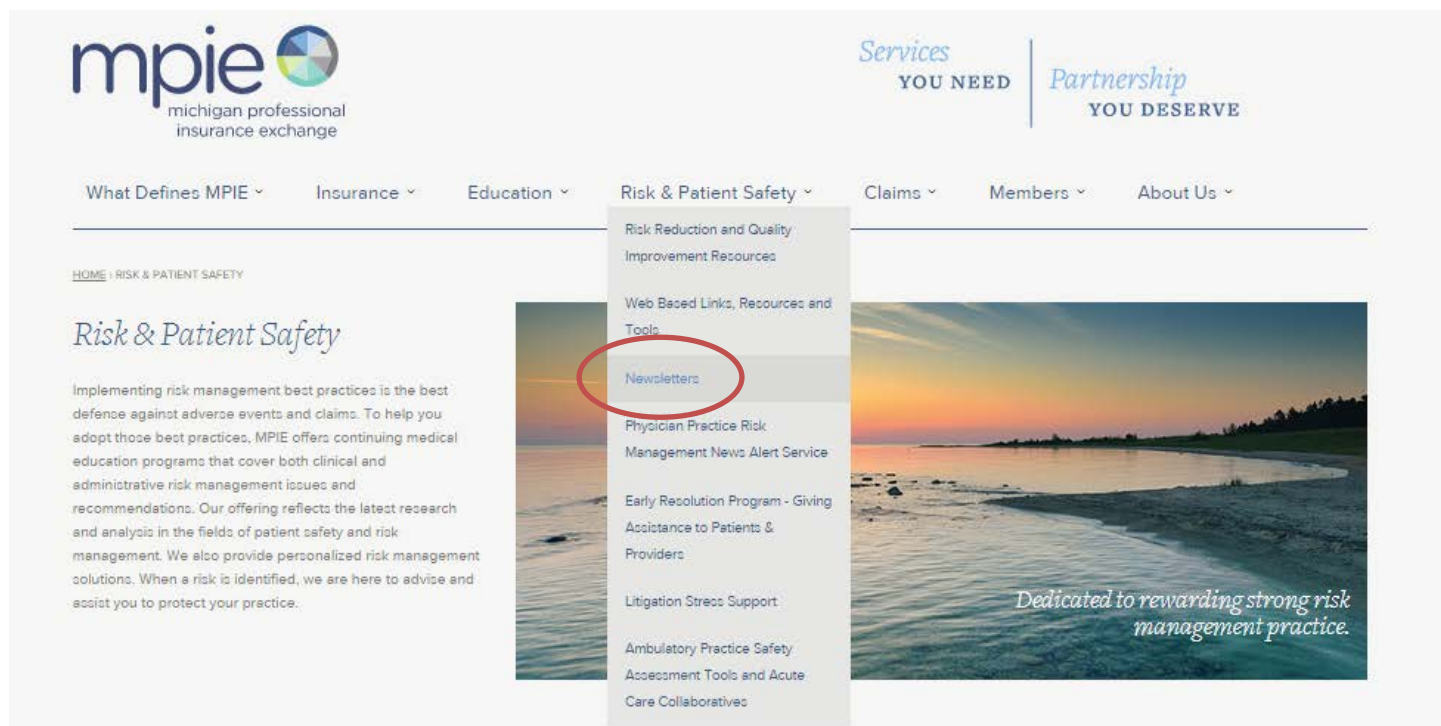 mpie
michigan professional
insurance exchange
Services
YOU NEED
Partnership
YOU DESERVE
What Defines MPIE
Insurance
Education
Risk & Patient Safety
Claims
Members
About Us
Risk Reduction and Quality
Improvement Resources
Web Based Links, Resources and
Tools
Newsletters
Physician Practice Risk
Management News Alert Service
Early Resolution Program - Giving
Assistance to Patients &
Providers
Litigation Stress Support
Ambulatory Practice Safety
Assessment Tools and Acute
Care Collaboratives
HOME › RISK & PATIENT SAFETY
Risk & Patient Safety
Implementing risk management best practices is the best
defense against adverse events and claims. To help you
adopt those best practices, MPIE offers continuing medical
education programs that cover both clinical and
administrative risk management issues and
recommendations. Our offering reflects the latest research
and analysis in the fields of patient safety and risk
management. We also provide personalized risk management
solutions. When a risk is identified, we are here to advise and
assist you to protect your practice.
Dedicated to rewarding strong risk
management practice.